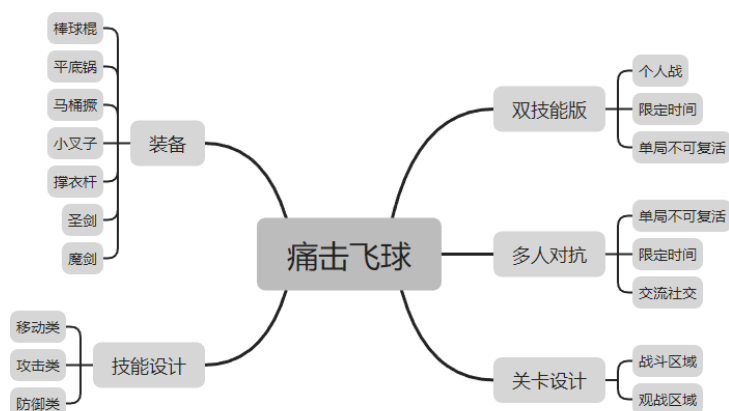 痛击飞球
装备
棒球棍
平底锅
马桶撅
小叉子
撑衣杆
圣剑
魔剑
技能设计
移动类
攻击类
防御类
双技能版
个人战
限定时间
单局不可复活
多人对抗
单局不可复活
限定时间
交流社交
关卡设计
战斗区域
观战区域